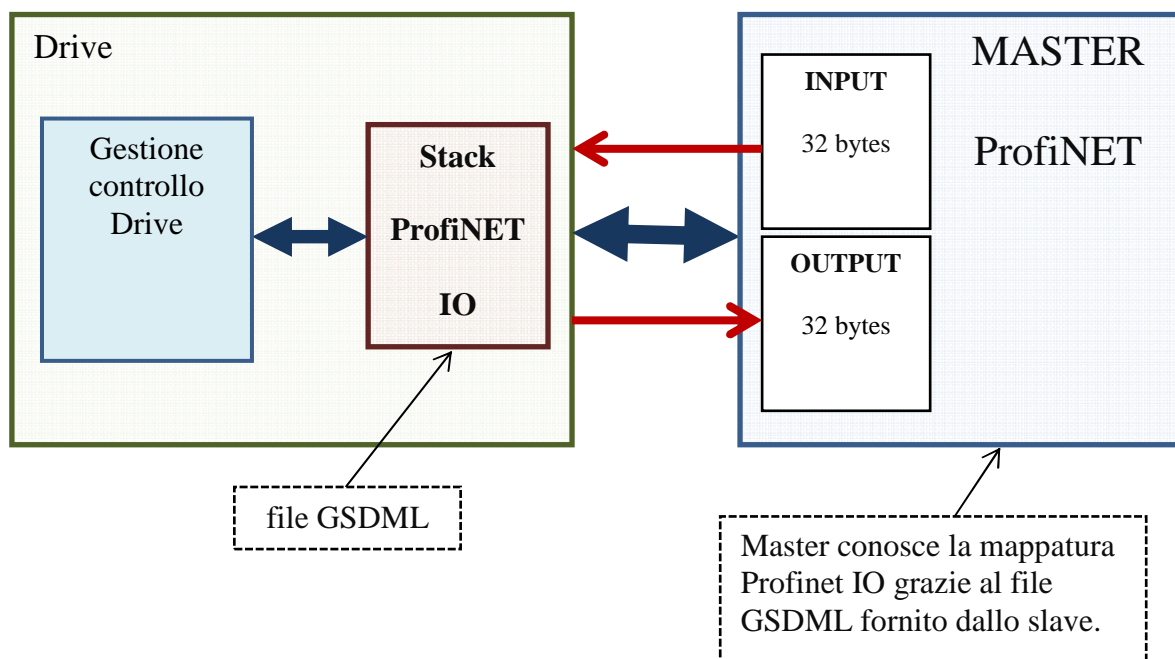 Drive
Gestione
controllo
Drive
Stack
ProfiNET
IO
MASTER
ProfiNET
INPUT
32 bytes
OUTPUT
32 bytes
file GSDML
Master conosce la mappatura
Profinet IO grazie al file
GSDML fornito dallo slave.